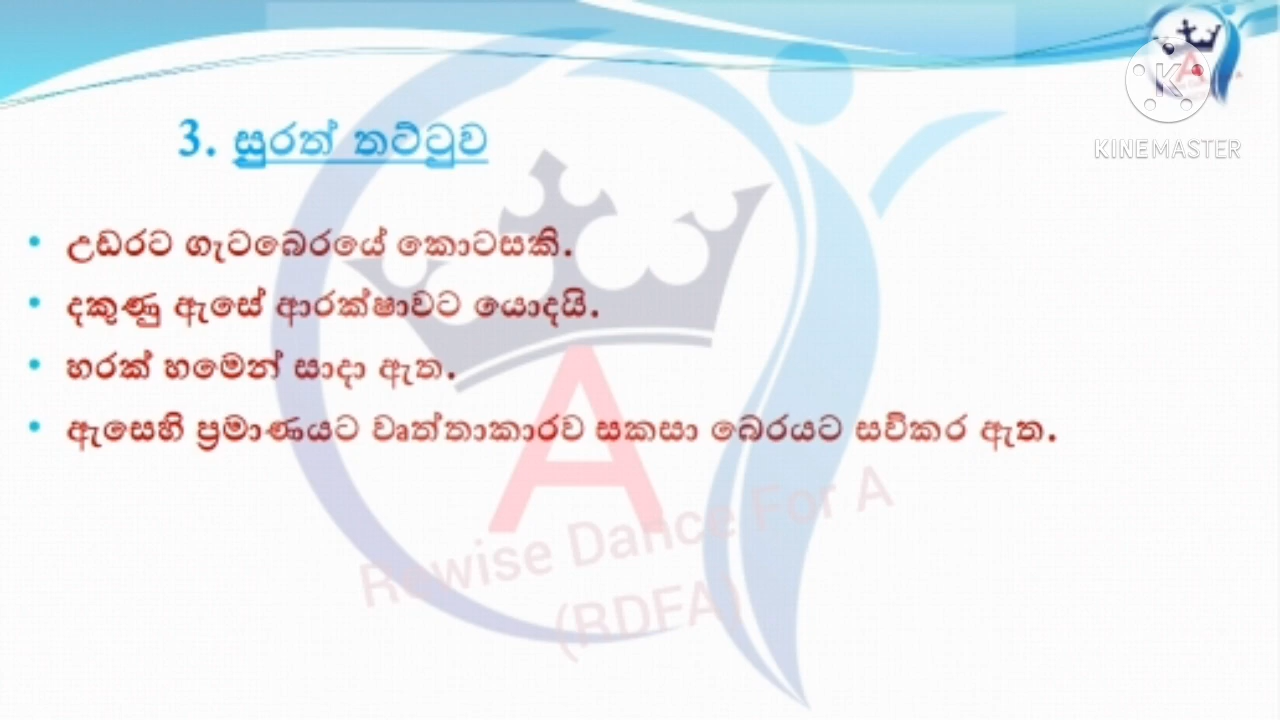 KINEMASTER
3. සුරත් තට්ටුව
• උඩරට ගැටබෙරයේ කොටසකි.
• දකුණු ඇසේ ආරක්ෂාවට යොදයි.
• හරක් හමෙන් සාදා ඇත.
• ඇසෙහි ප්‍රමාණයට වෘත්තාකාරව සකසා බෙරයට සවිකර ඇත.
A
Rewise Dance For A
(RDFA)